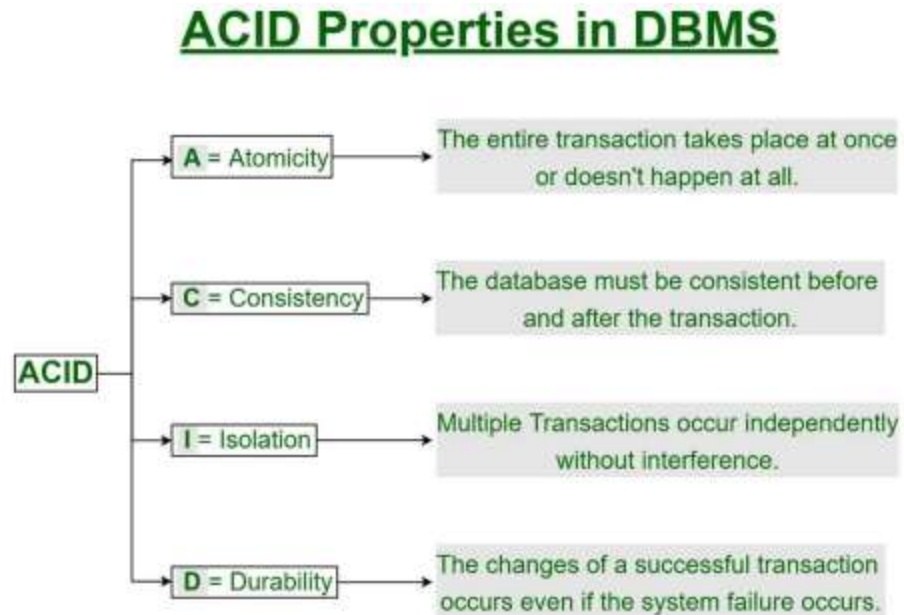 ACID Properties in DBMS
A = Atomicity
The entire transaction takes place at once
or doesn't happen at all.
C = Consistency
The database must be consistent before
and after the transaction.
ACID
I = Isolation
Multiple Transactions occur independently
without interference.
D = Durability
The changes of a successful transaction
occurs even if the system failure occurs.